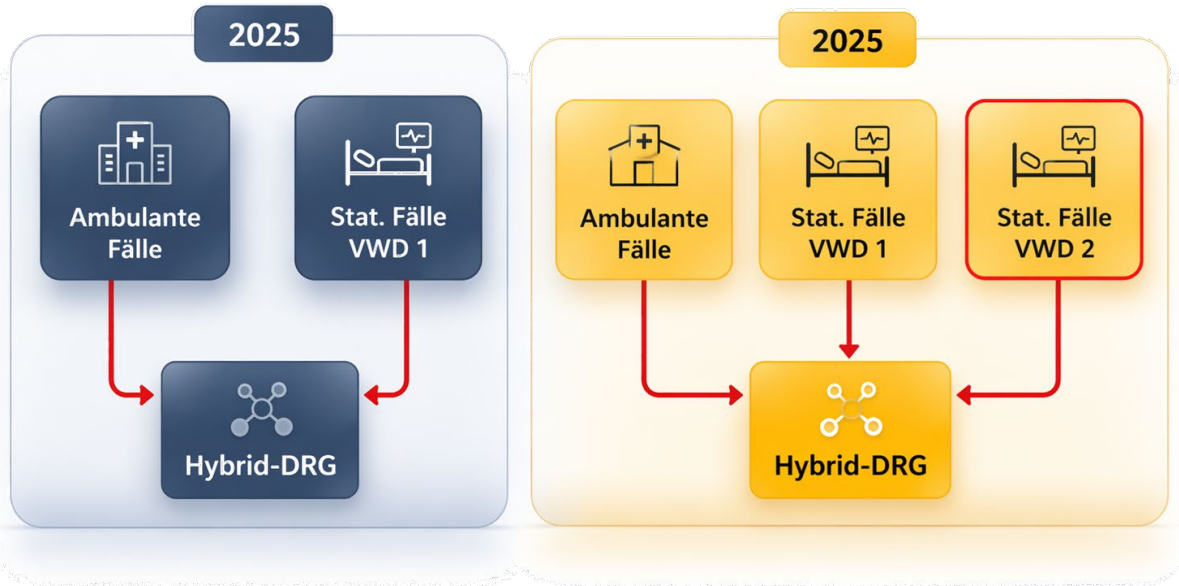 2025
Ambulante
Fälle
Stat. Fälle
VWD 1
Hybrid-DRG
2025
Ambulante
Fälle
Stat. Fälle
VWD 1
Stat. Fälle
VWD 2
Hybrid-DRG